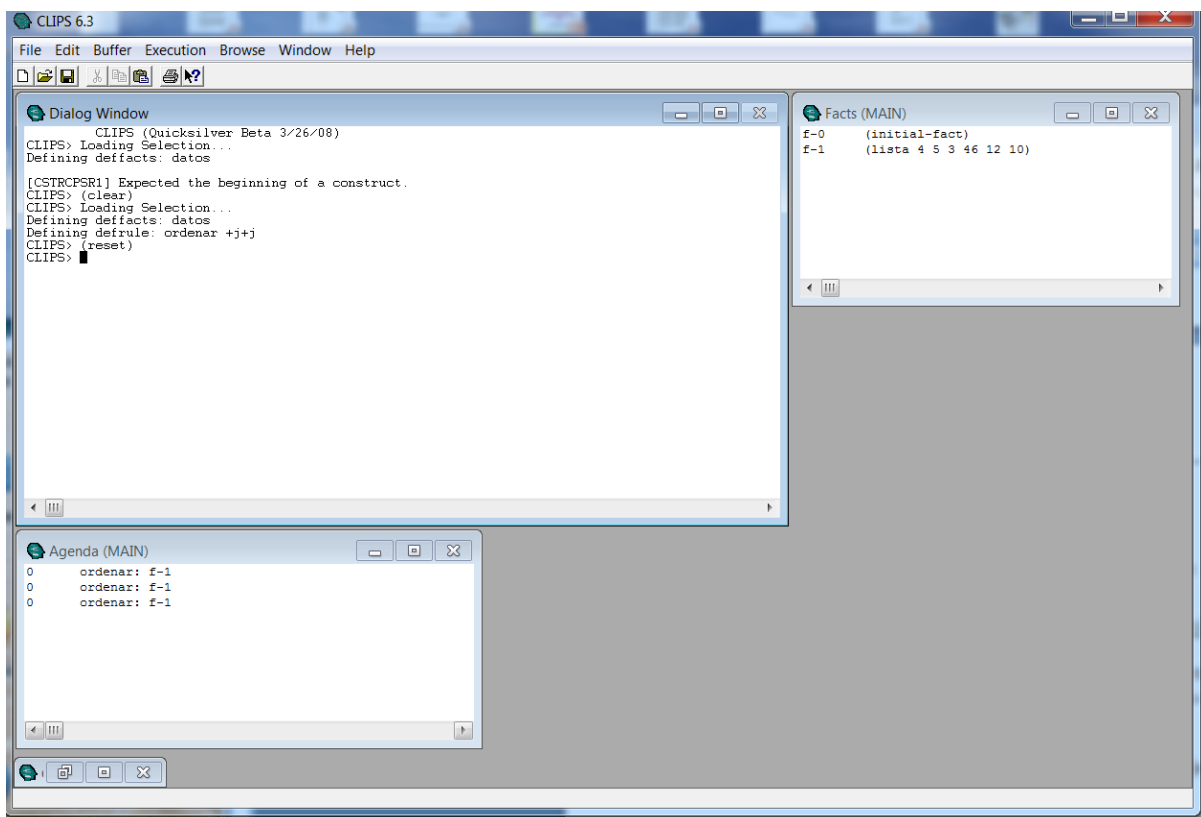 CLIPS 6.3
File Edit Buffer Execution Browse Window Help
Dialog Window
CLIPS (Quicksilver Beta 3/26/08)
CLIPS> Loading Selection...
Defining deffacts: datos
[CSTRCPSR1] Expected the beginning of a construct.
CLIPS> (clear)
CLIPS> Loading Selection...
Defining deffacts: datos
Defining defrule: ordenar +j+j
CLIPS> (reset)
CLIPS>
Facts (MAIN)
f-0 (initial-fact)
f-1 (lista 4 5 3 46 12 10)
Agenda (MAIN)
0 ordenar: f-1
0 ordenar: f-1
0 ordenar: f-1